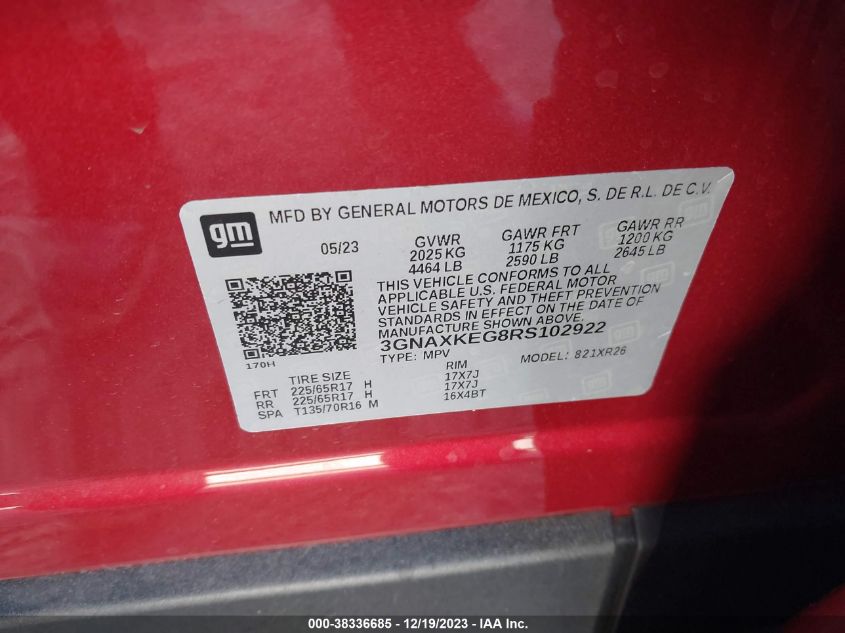 gm
MFD BY GENERAL MOTORS DE MEXICO, S. DE R.L. DE C.V.
05/23 GVWR GAWR FRT GAWR RR
2025 KG 1175 KG 1200 KG
4464 LB 2590 LB 2645 LB
THIS VEHICLE CONFORMS TO ALL
APPLICABLE U.S. FEDERAL MOTOR
VEHICLE SAFETY AND THEFT PREVENTION
STANDARDS IN EFFECT ON THE DATE OF
MANUFACTURE SHOWN ABOVE.
3GNAXKEG8RS102922
170H
TYPE: MPV MODEL: 821XR26
TIRE SIZE RIM
FRT 225/65R17 H 17X7J
RR 225/65R17 H 17X7J
SPA T135/70R16 M 16X4BT
000-38336685 - 12/19/2023 - IAA Inc.